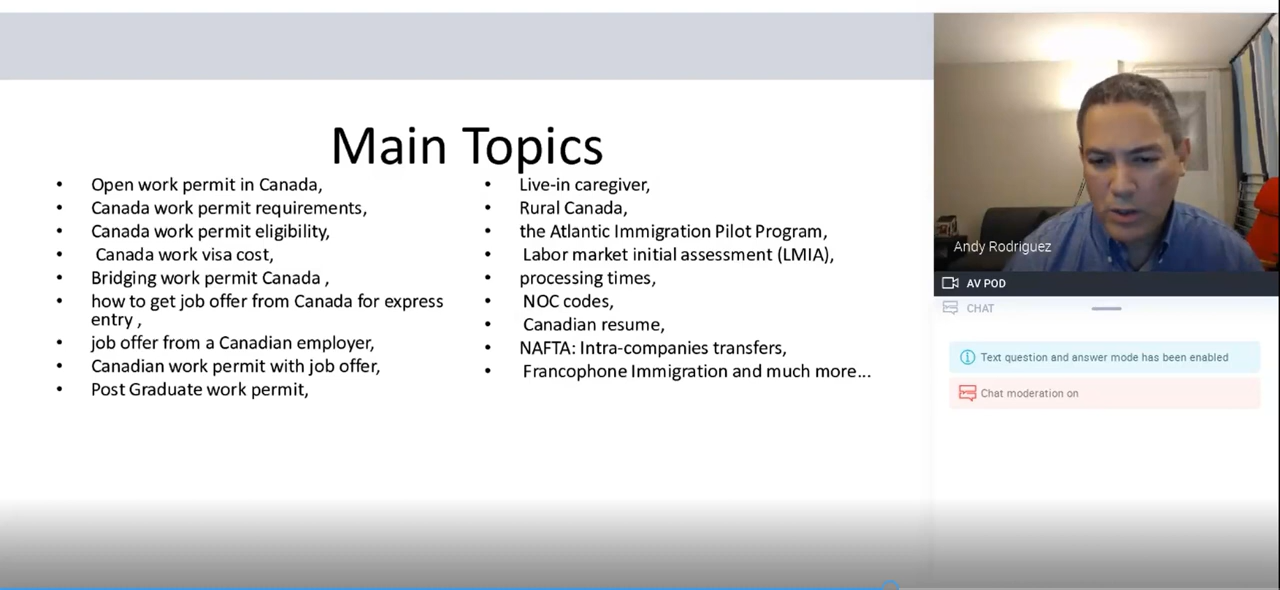 Main Topics
• Open work permit in Canada,
• Canada work permit requirements,
• Canada work permit eligibility,
• Canada work visa cost,
• Bridging work permit Canada ,
• how to get job offer from Canada for express
entry ,
• job offer from a Canadian employer,
• Canadian work permit with job offer,
• Post Graduate work permit,
• Live-in caregiver,
• Rural Canada,
• the Atlantic Immigration Pilot Program,
• Labor market initial assessment (LMIA),
• processing times,
• NOC codes,
• Canadian resume,
• NAFTA: Intra-companies transfers,
• Francophone Immigration and much more...
Andy Rodriguez
AV POD
CHAT
Text question and answer mode has been enabled
Chat moderation on